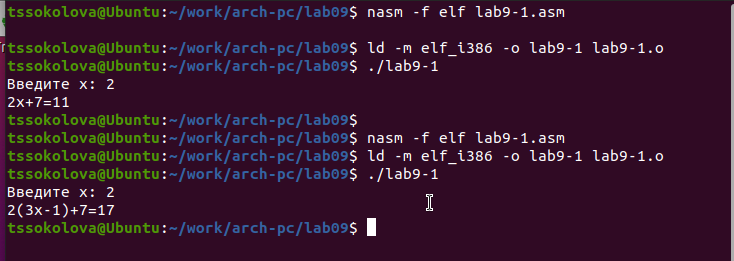 tssokolova@Ubuntu:~/work/arch-pc/lab09$ nasm -f elf lab9-1.asm
tssokolova@Ubuntu:~/work/arch-pc/lab09$ ld -m elf_i386 -o lab9-1 lab9-1.o
tssokolova@Ubuntu:~/work/arch-pc/lab09$ ./lab9-1
Введите x: 2
2x+7=11
tssokolova@Ubuntu:~/work/arch-pc/lab09$
tssokolova@Ubuntu:~/work/arch-pc/lab09$ nasm -f elf lab9-1.asm
tssokolova@Ubuntu:~/work/arch-pc/lab09$ ld -m elf_i386 -o lab9-1 lab9-1.o
tssokolova@Ubuntu:~/work/arch-pc/lab09$ ./lab9-1
Введите x: 2
2(3x-1)+7=17
tssokolova@Ubuntu:~/work/arch-pc/lab09$